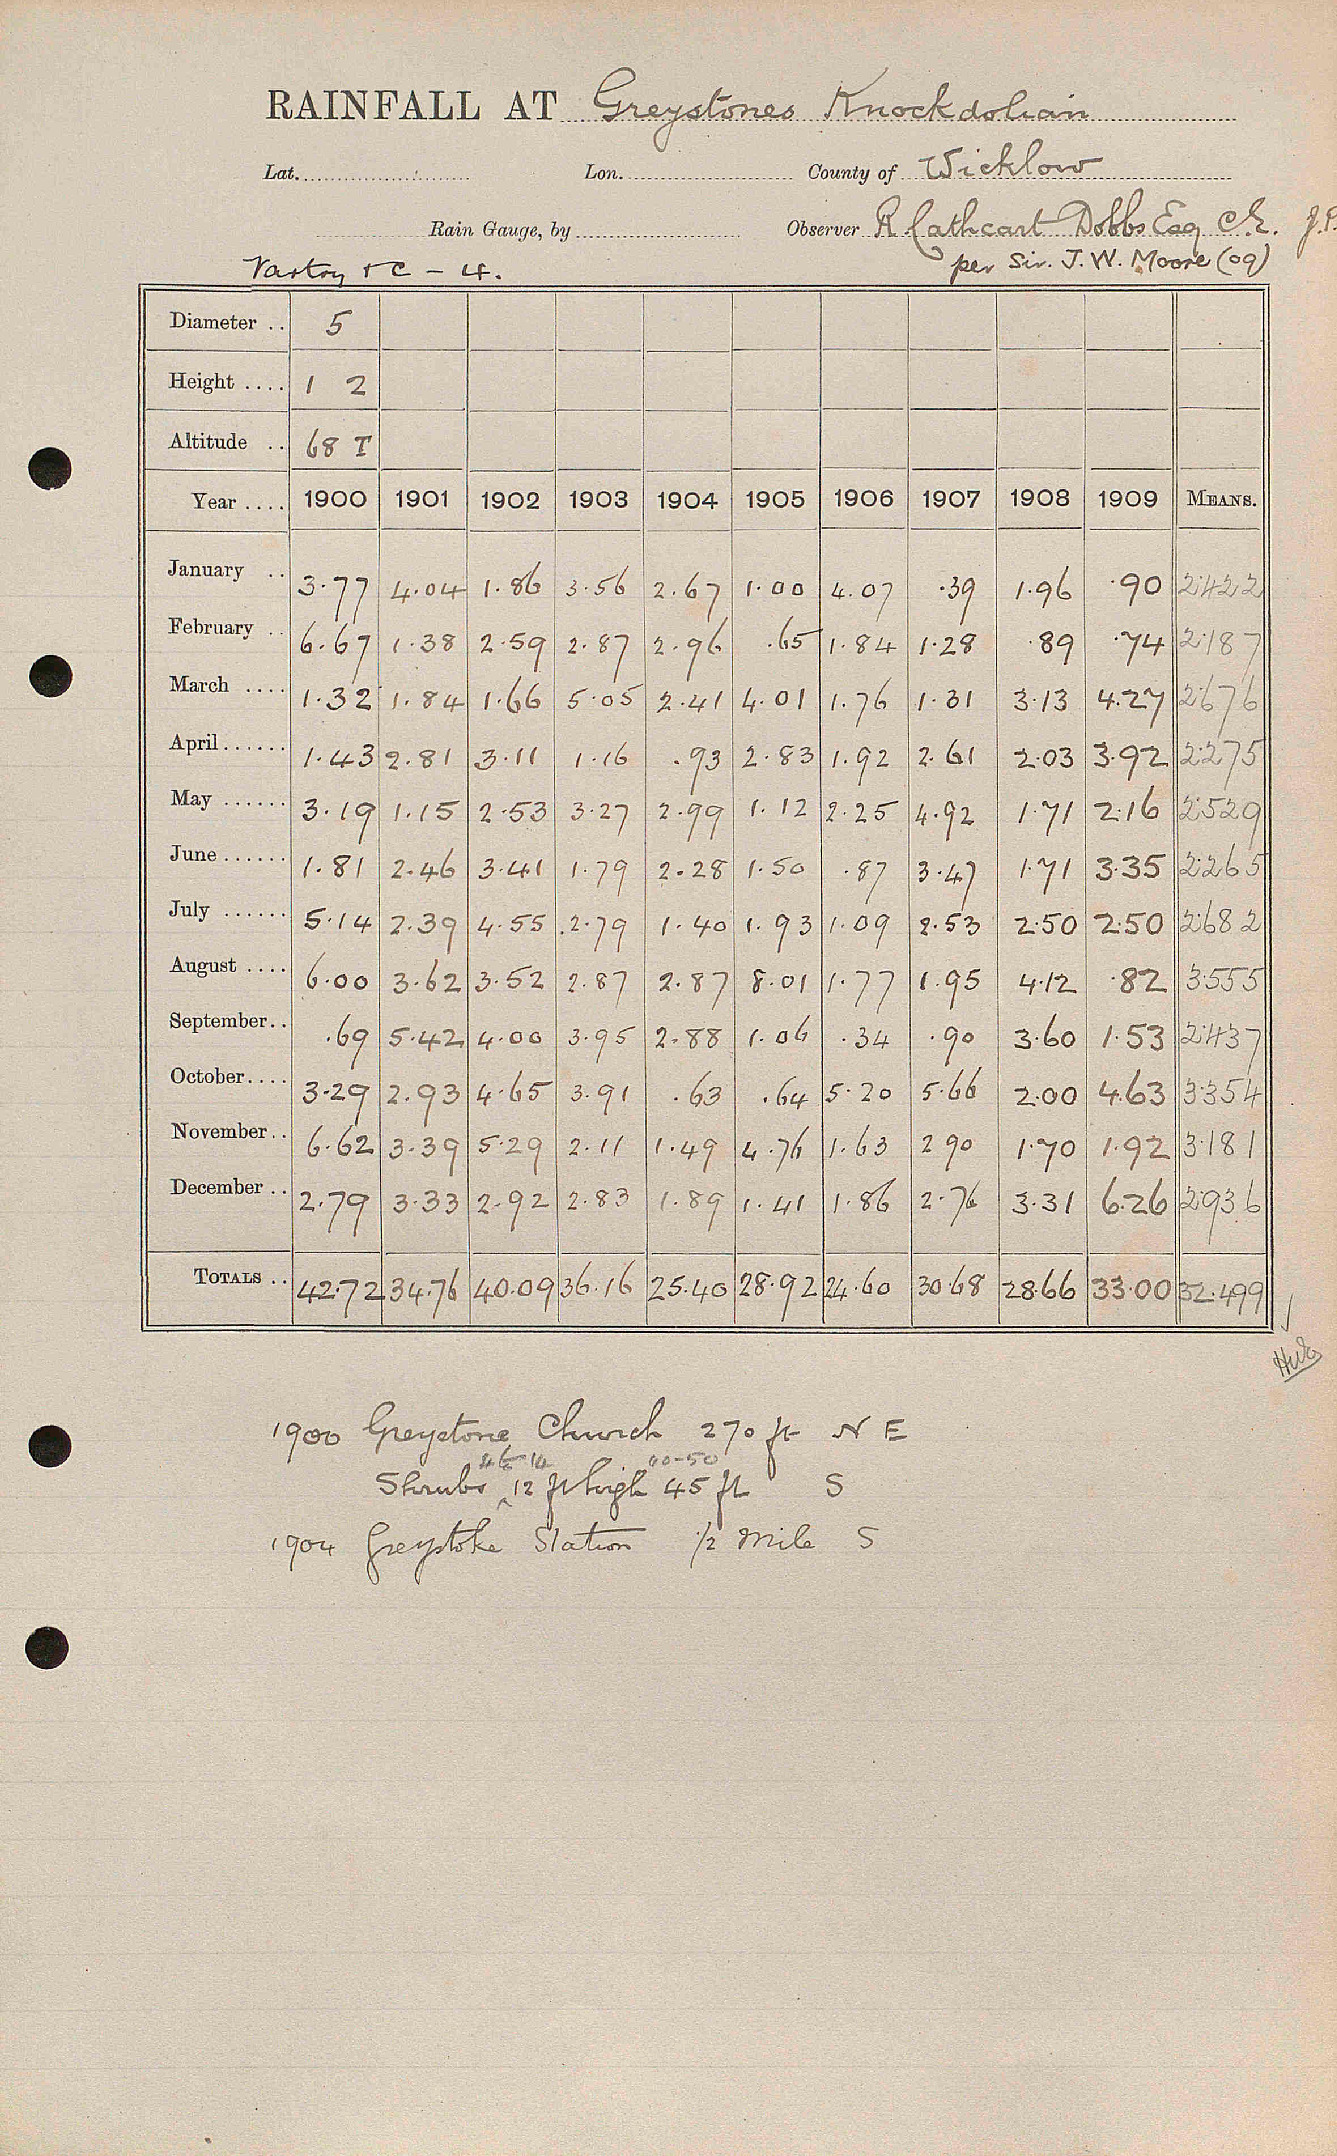 RAINFALL AT Greystones Knockdolian
Lat. Lon. County of Wicklow
Rain Gauge, by Observer R Cathcart Dobbs Esq C.E. J.P.
Vartry &c - 4. per Sir. J. W. Moore (09)
Diameter .. 5
Height .... 1 2
Altitude .. 68 T
Year .... 1900 1901 1902 1903 1904 1905 1906 1907 1908 1909 MEANS.
January .. 3.77 4.04 1.86 3.56 2.67 1.00 4.07 .39 1.96 .90 2.422
February .. 6.67 1.38 2.59 2.87 2.96 .65 1.84 1.28 .89 .74 2.187
March .... 1.32 1.84 1.66 5.05 2.41 4.01 1.76 1.31 3.13 4.27 2.676
April ...... 1.43 2.81 3.11 1.16 .93 2.83 1.92 2.61 2.03 3.92 2.275
May ...... 3.19 1.15 2.53 3.27 2.99 1.12 2.25 4.92 1.71 2.16 2.529
June ...... 1.81 2.46 3.41 1.79 2.28 1.50 .87 3.47 1.71 3.35 2.265
July ...... 5.14 2.39 4.55 2.79 1.40 1.93 1.09 2.53 2.50 2.50 2.682
August .... 6.00 3.62 3.52 2.87 2.87 8.01 1.77 1.95 4.12 .82 3.555
September .. .69 5.42 4.00 3.95 2.88 1.06 .34 .90 3.60 1.53 2.437
October .... 3.29 2.93 4.65 3.91 .63 .64 5.20 5.66 2.00 4.63 3.354
November .. 6.62 3.39 5.29 2.11 1.49 4.76 1.63 2 90 1.70 1.92 3.181
December .. 2.79 3.33 2.92 2.83 1.89 1.41 1.86 2.76 3.31 6.26 2.936
TOTALS .. 42.72 34.76 40.09 36.16 25.40 28.92 24.60 30.68 28.66 33.00 32.499
1900 Greystone Church 270 ft N E
40-50
Shrubs 12 ft high 45 ft S
1904 Greystoke Station 1/2 mile S